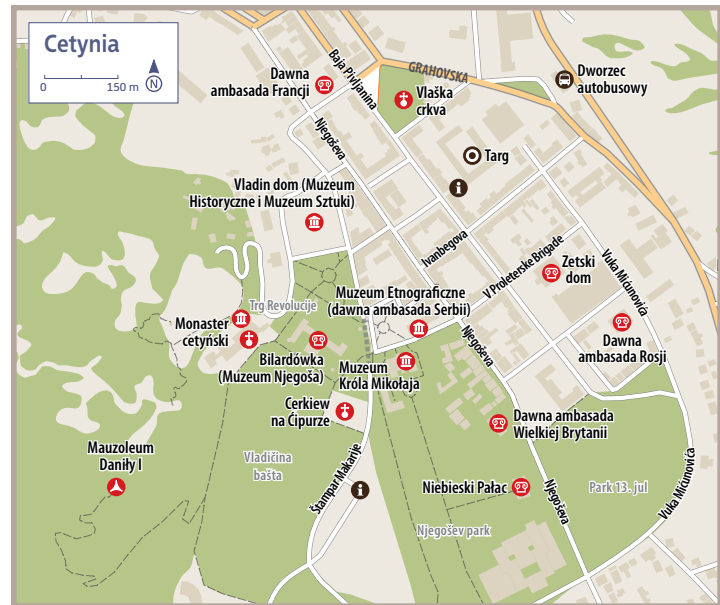 Cetynia
0
150 m
N
Baja Pivljanina
GRAHOVSKA
Dworzec
autobusowy
Dawna
ambasada Francji
Vlaška
crkva
Njegoševa
Targ
i
Vladin dom (Muzeum
Historyczne i Muzeum Sztuki)
Ivanbegova
V Proleterske Brigade
Vuka Mićunovića
Zetski
dom
Muzeum Etnograficzne
(dawna ambasada Serbii)
Trg Revolucije
Monaster
cetyński
Bilardówka
(Muzeum Njegoša)
Muzeum
Króla Mikołaja
Njegoševa
Dawna
ambasada Rosji
Cerkiew
na Ćipurze
Dawna ambasada
Wielkiej Brytanii
Mauzoleum
Daniły I
Vladičina
bašta
Štampar Makarije
i
Niebieski Pałac
Njegoševa
Park 13. jul
Vuka Mićunovića
Njegošev park